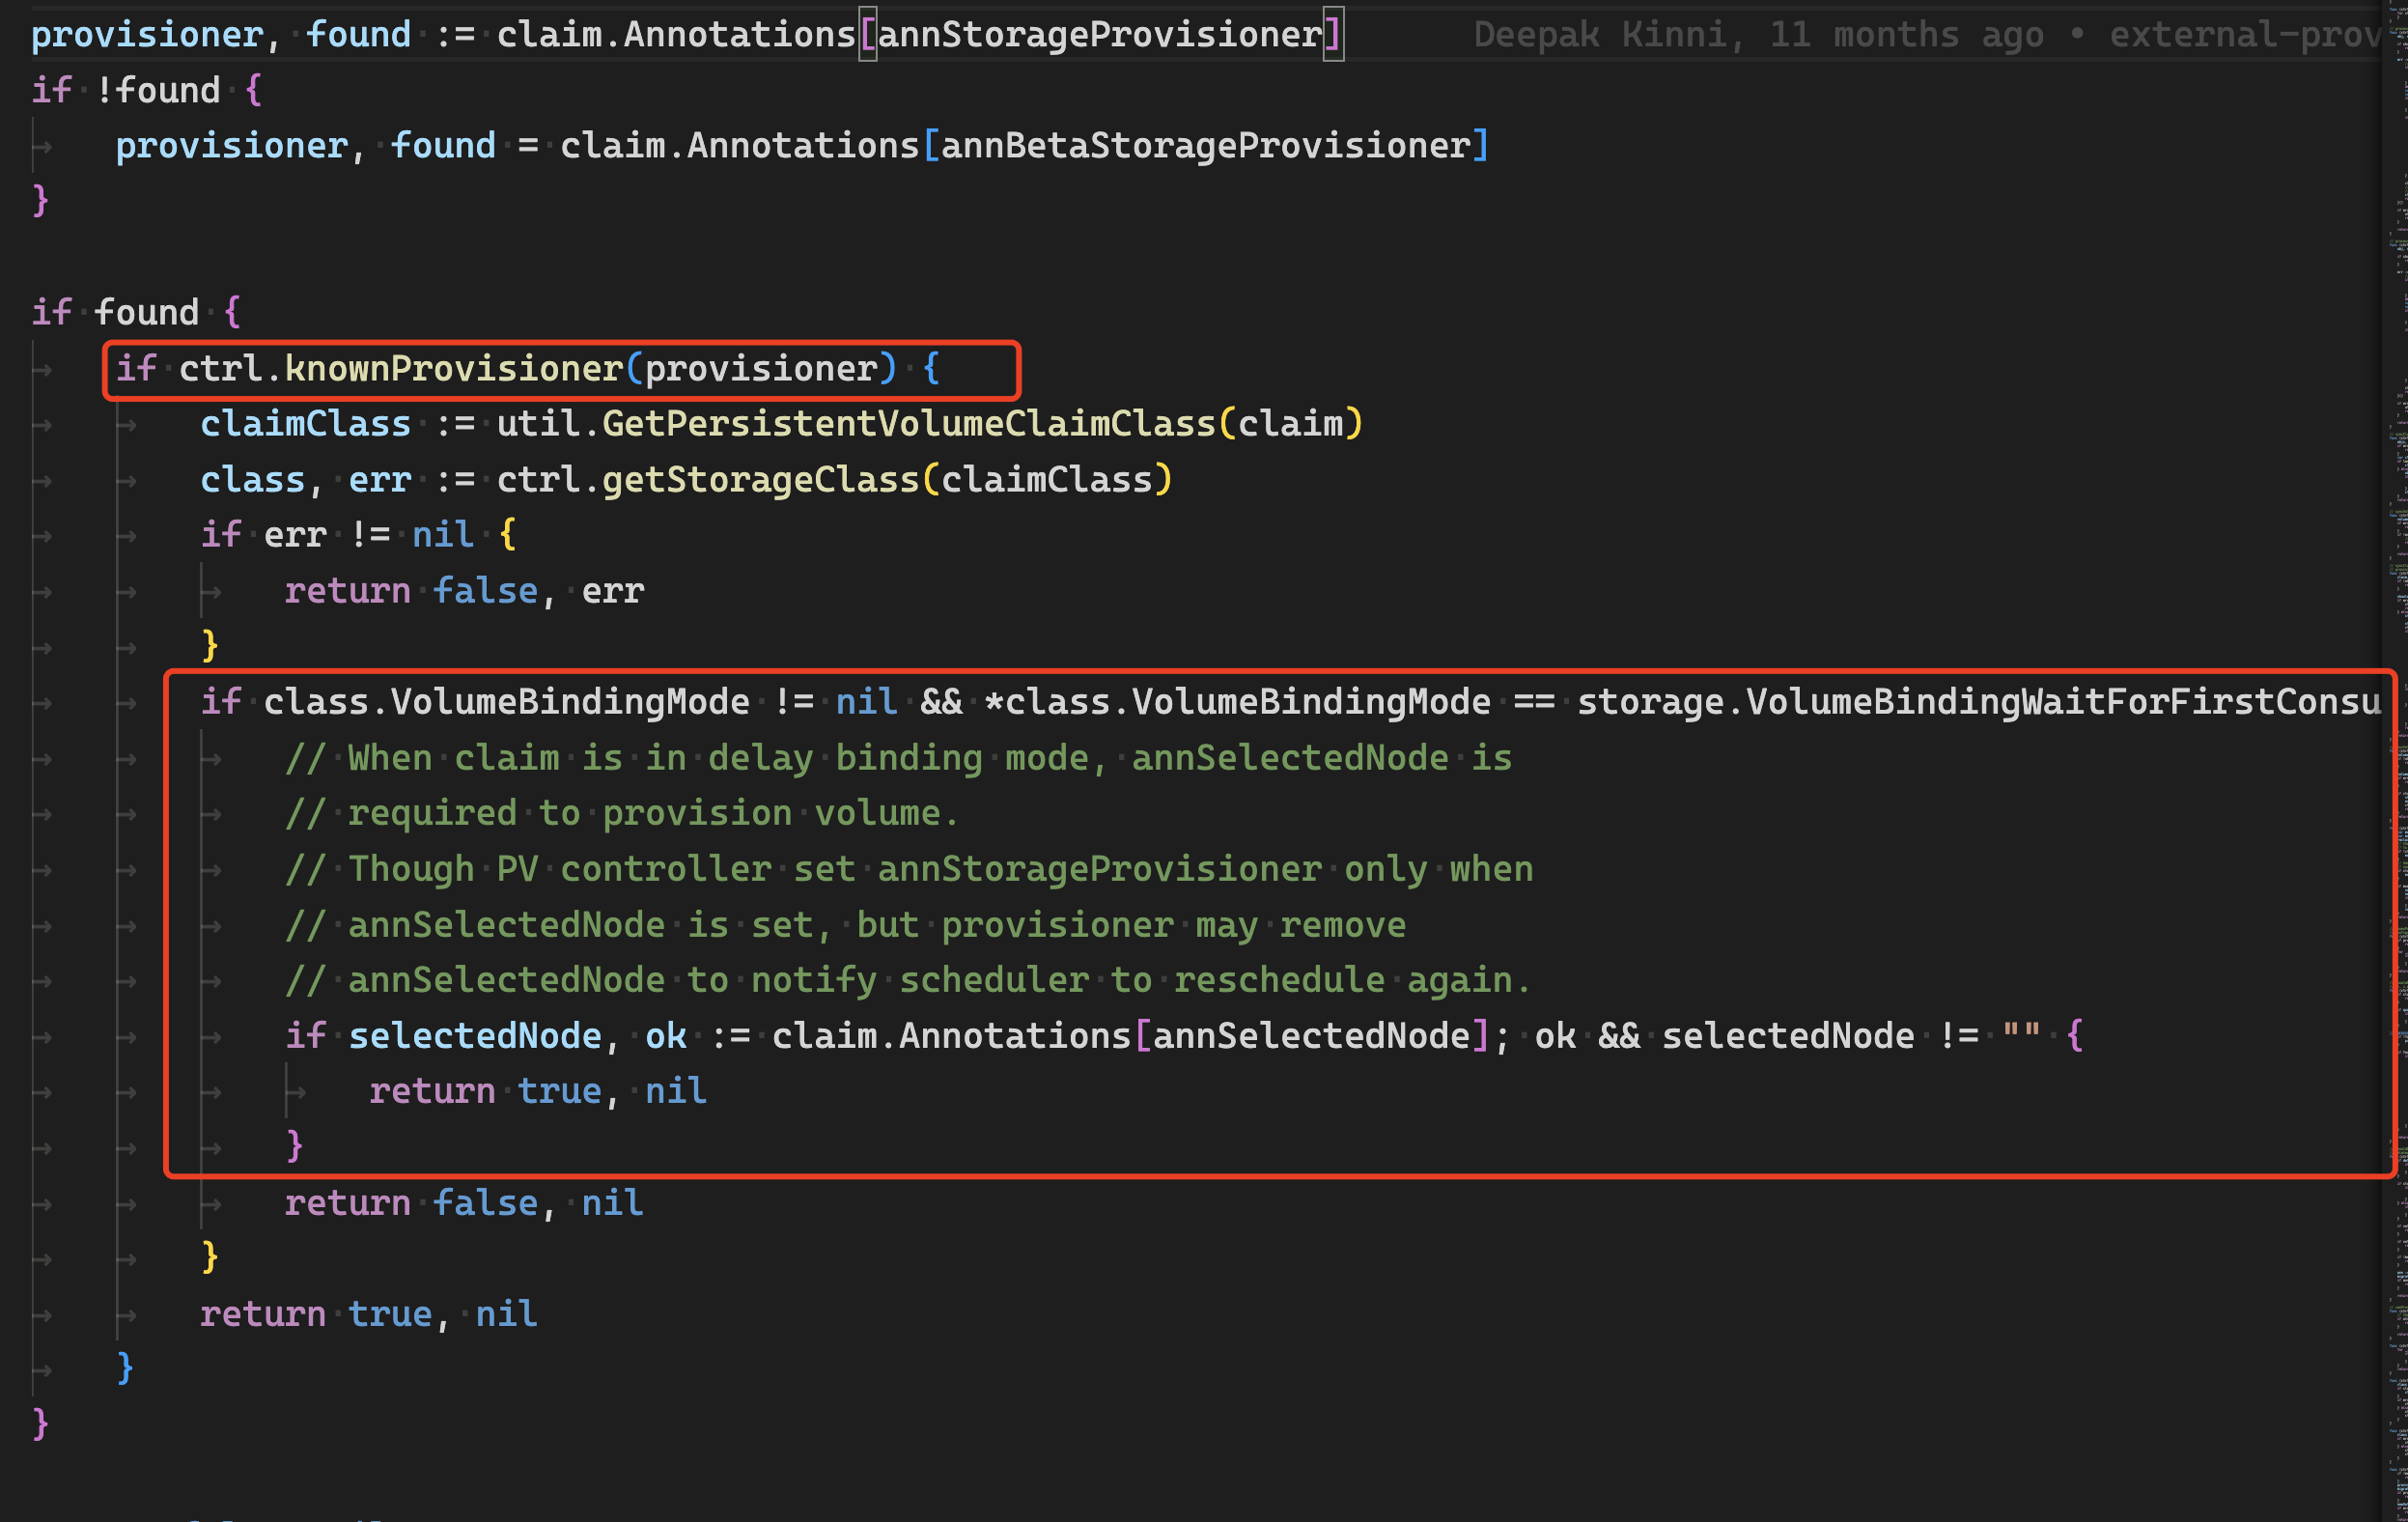 provisioner, found := claim.Annotations[annStorageProvisioner] Deepak Kinni, 11 months ago • external-prov
if !found {
provisioner, found = claim.Annotations[annBetaStorageProvisioner]
}
if found {
if ctrl.knownProvisioner(provisioner) {
claimClass := util.GetPersistentVolumeClaimClass(claim)
class, err := ctrl.getStorageClass(claimClass)
if err != nil {
return false, err
}
if class.VolumeBindingMode != nil && *class.VolumeBindingMode == storage.VolumeBindingWaitForFirstConsu
// When claim is in delay binding mode, annSelectedNode is
// required to provision volume.
// Though PV controller set annStorageProvisioner only when
// annSelectedNode is set, but provisioner may remove
// annSelectedNode to notify scheduler to reschedule again.
if selectedNode, ok := claim.Annotations[annSelectedNode]; ok && selectedNode != "" {
return true, nil
}
return false, nil
}
return true, nil
}
}